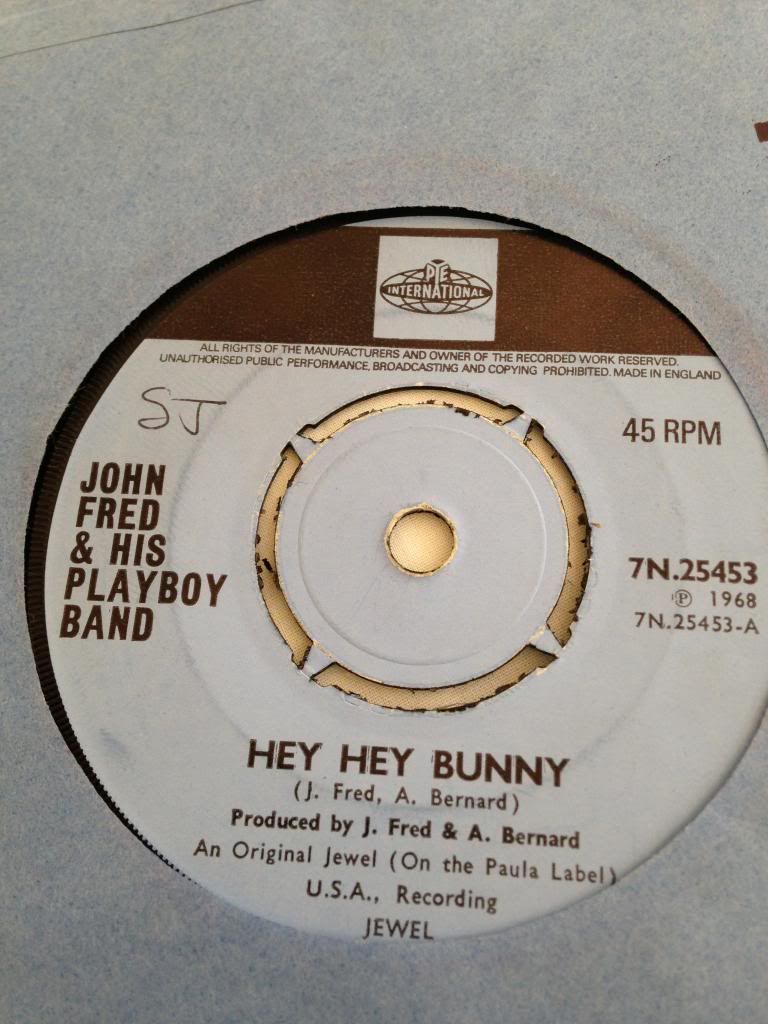 PYE
INTERNATIONAL
ALL RIGHTS OF THE MANUFACTURERS AND OWNER OF THE RECORDED WORK RESERVED.
UNAUTHORISED PUBLIC PERFORMANCE, BROADCASTING AND COPYING PROHIBITED. MADE IN ENGLAND
SJ
45 RPM
JOHN
FRED
& HIS
PLAYBOY
BAND
7N.25453
Ⓟ 1968
7N.25453-A
HEY HEY BUNNY
(J. Fred, A. Bernard)
Produced by J. Fred & A. Bernard
An Original Jewel (On the Paula Label)
U.S.A., Recording
JEWEL